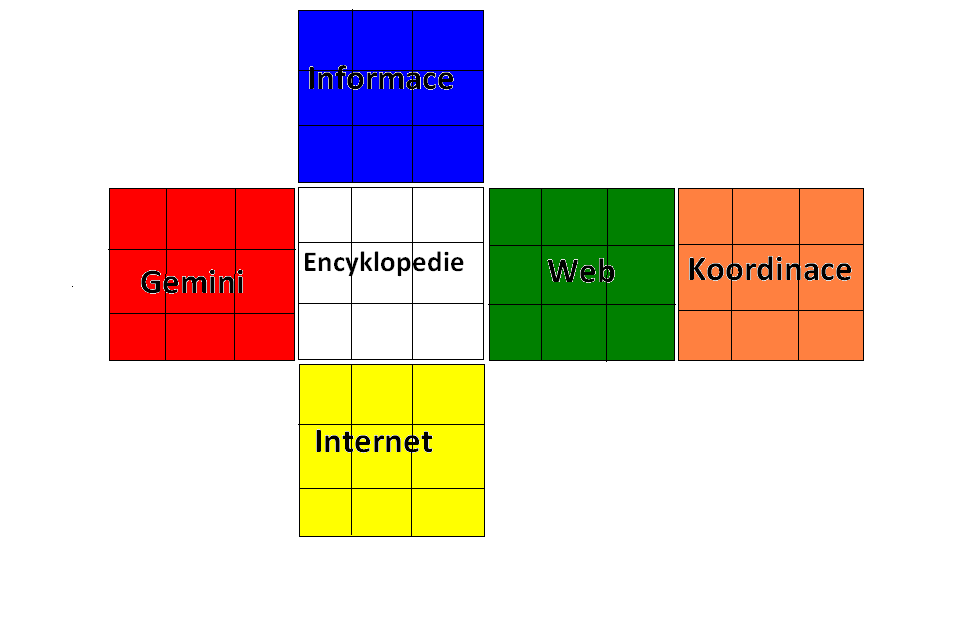 Informace
Gemini
Encyklopedie
Web
Koordinace
Internet